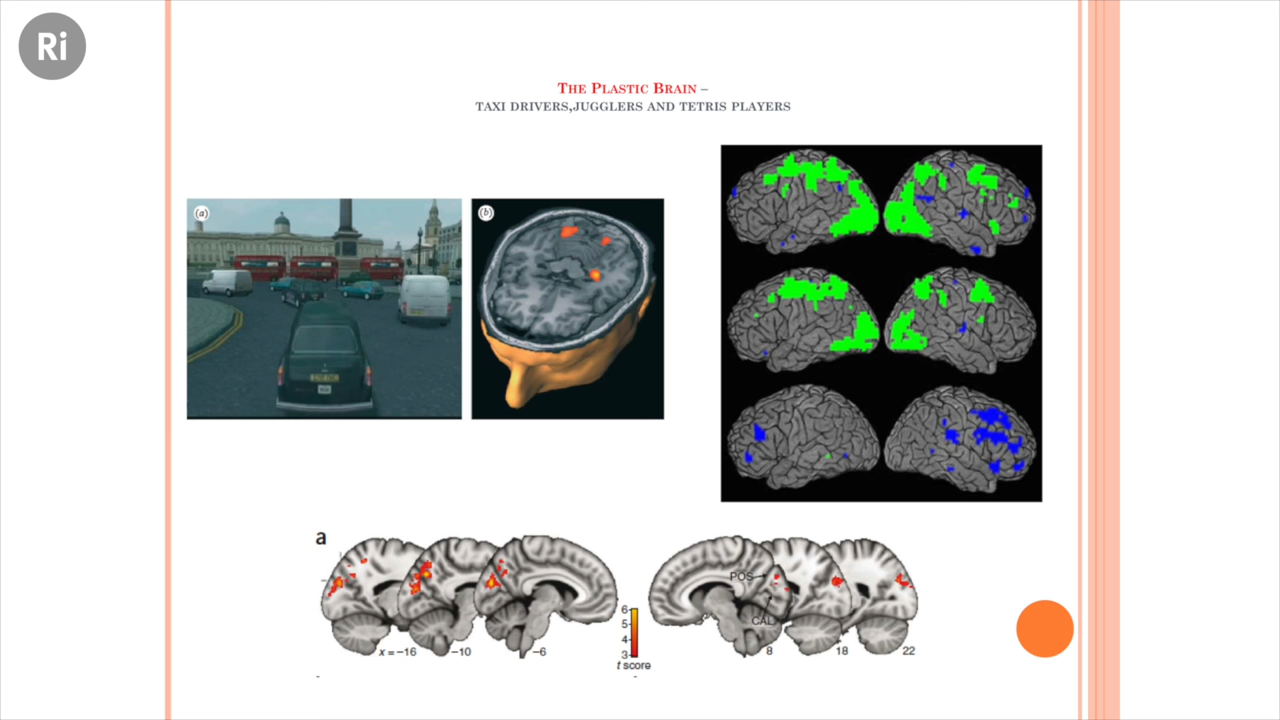 Ri
THE PLASTIC BRAIN –
TAXI DRIVERS,JUGGLERS AND TETRIS PLAYERS
(a)
(b)
a
POS
CAL
6
5
4
3
t score
x = –16
–10
–6
8
18
22